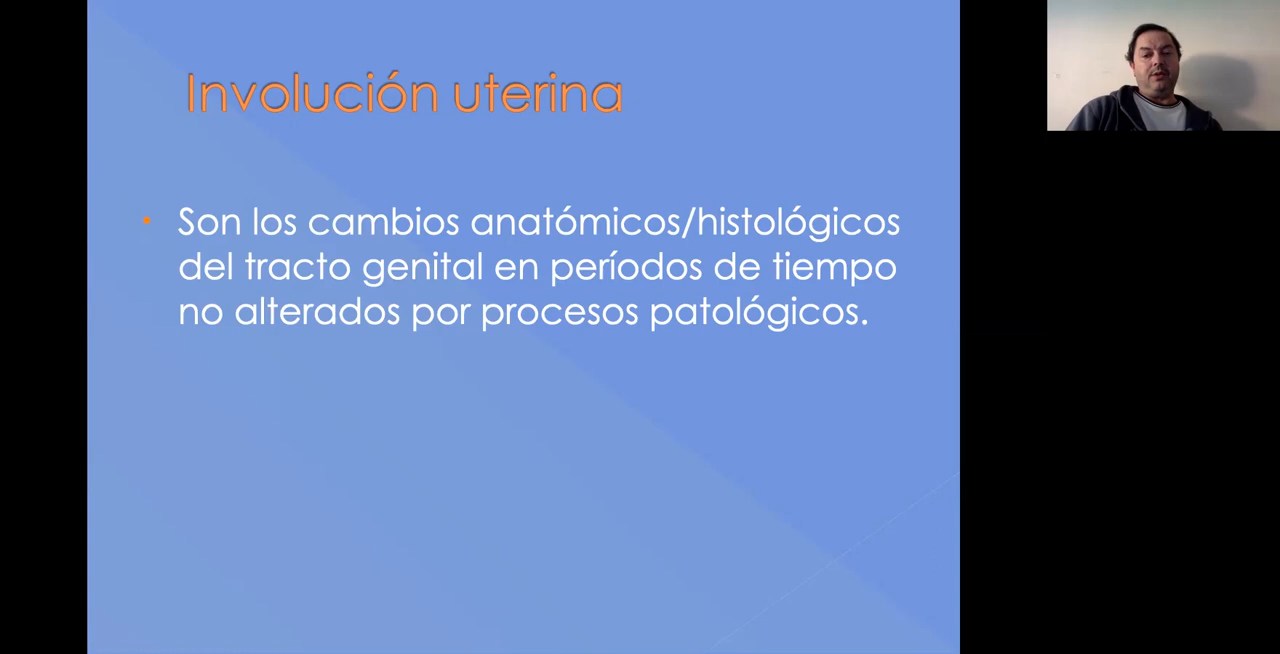 Involución uterina
Son los cambios anatómicos/histológicos
del tracto genital en períodos de tiempo
no alterados por procesos patológicos.